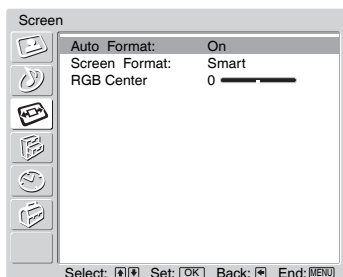 Screen
Auto Format: On
Screen Format: Smart
RGB Center 0
Select: Set: OK Back: End: MENU